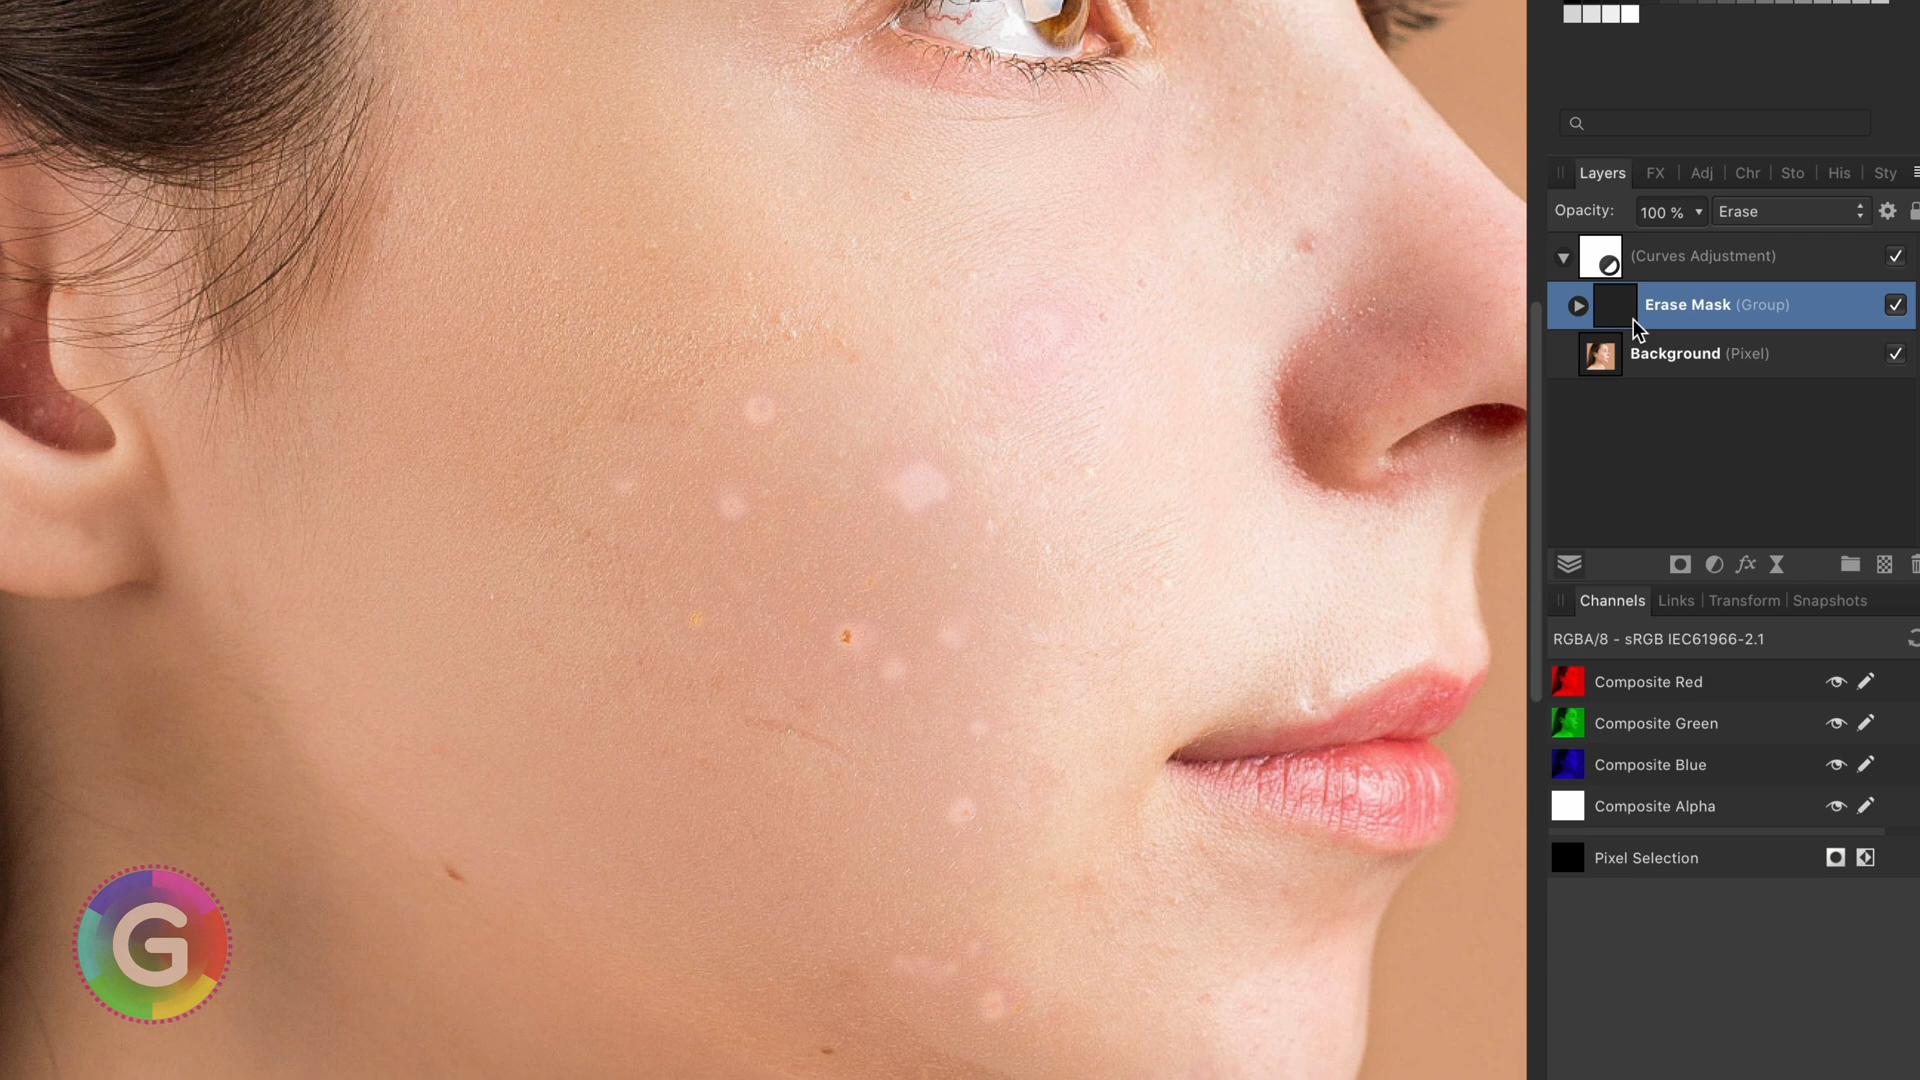 Layers FX Adj Chr Sto His Sty
Opacity: 100 % Erase
(Curves Adjustment)
Erase Mask (Group)
Background (Pixel)
fx
Channels Links Transform Snapshots
RGBA/8 - sRGB IEC61966-2.1
Composite Red
Composite Green
Composite Blue
Composite Alpha
Pixel Selection
G